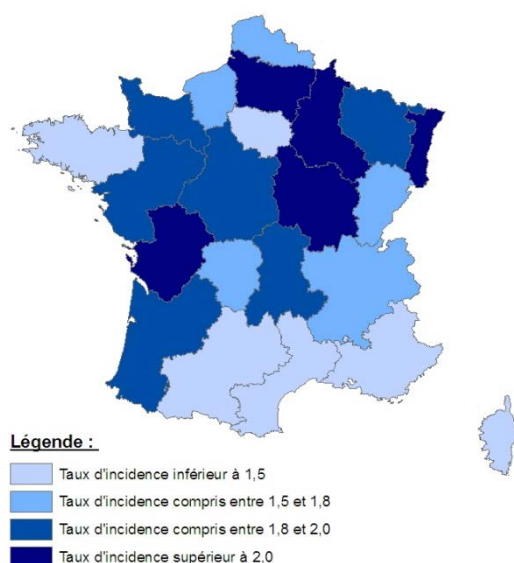 Légende :
Taux d'incidence inférieur à 1,5
Taux d'incidence compris entre 1,5 et 1,8
Taux d'incidence compris entre 1,8 et 2,0
Taux d'incidence supérieur à 2,0